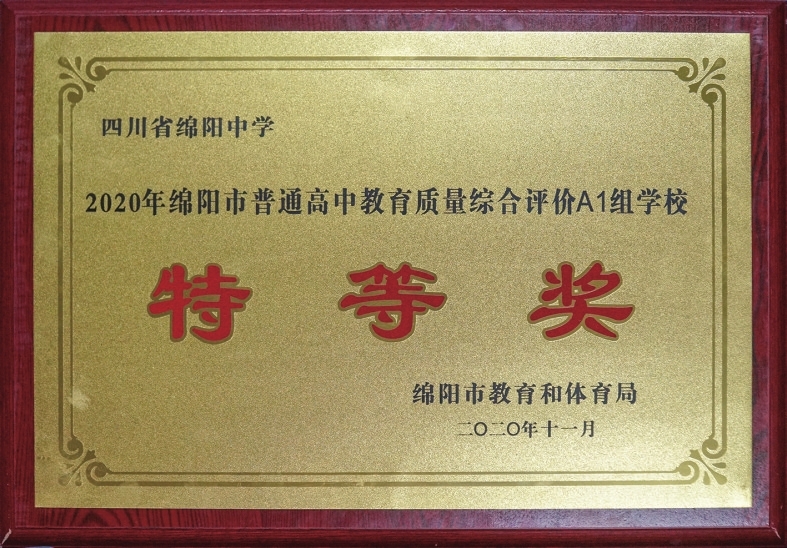 四川省绵阳中学
2020年绵阳市普通高中教育质量综合评价A1组学校
特等奖
绵阳市教育和体育局
二〇二〇年十一月